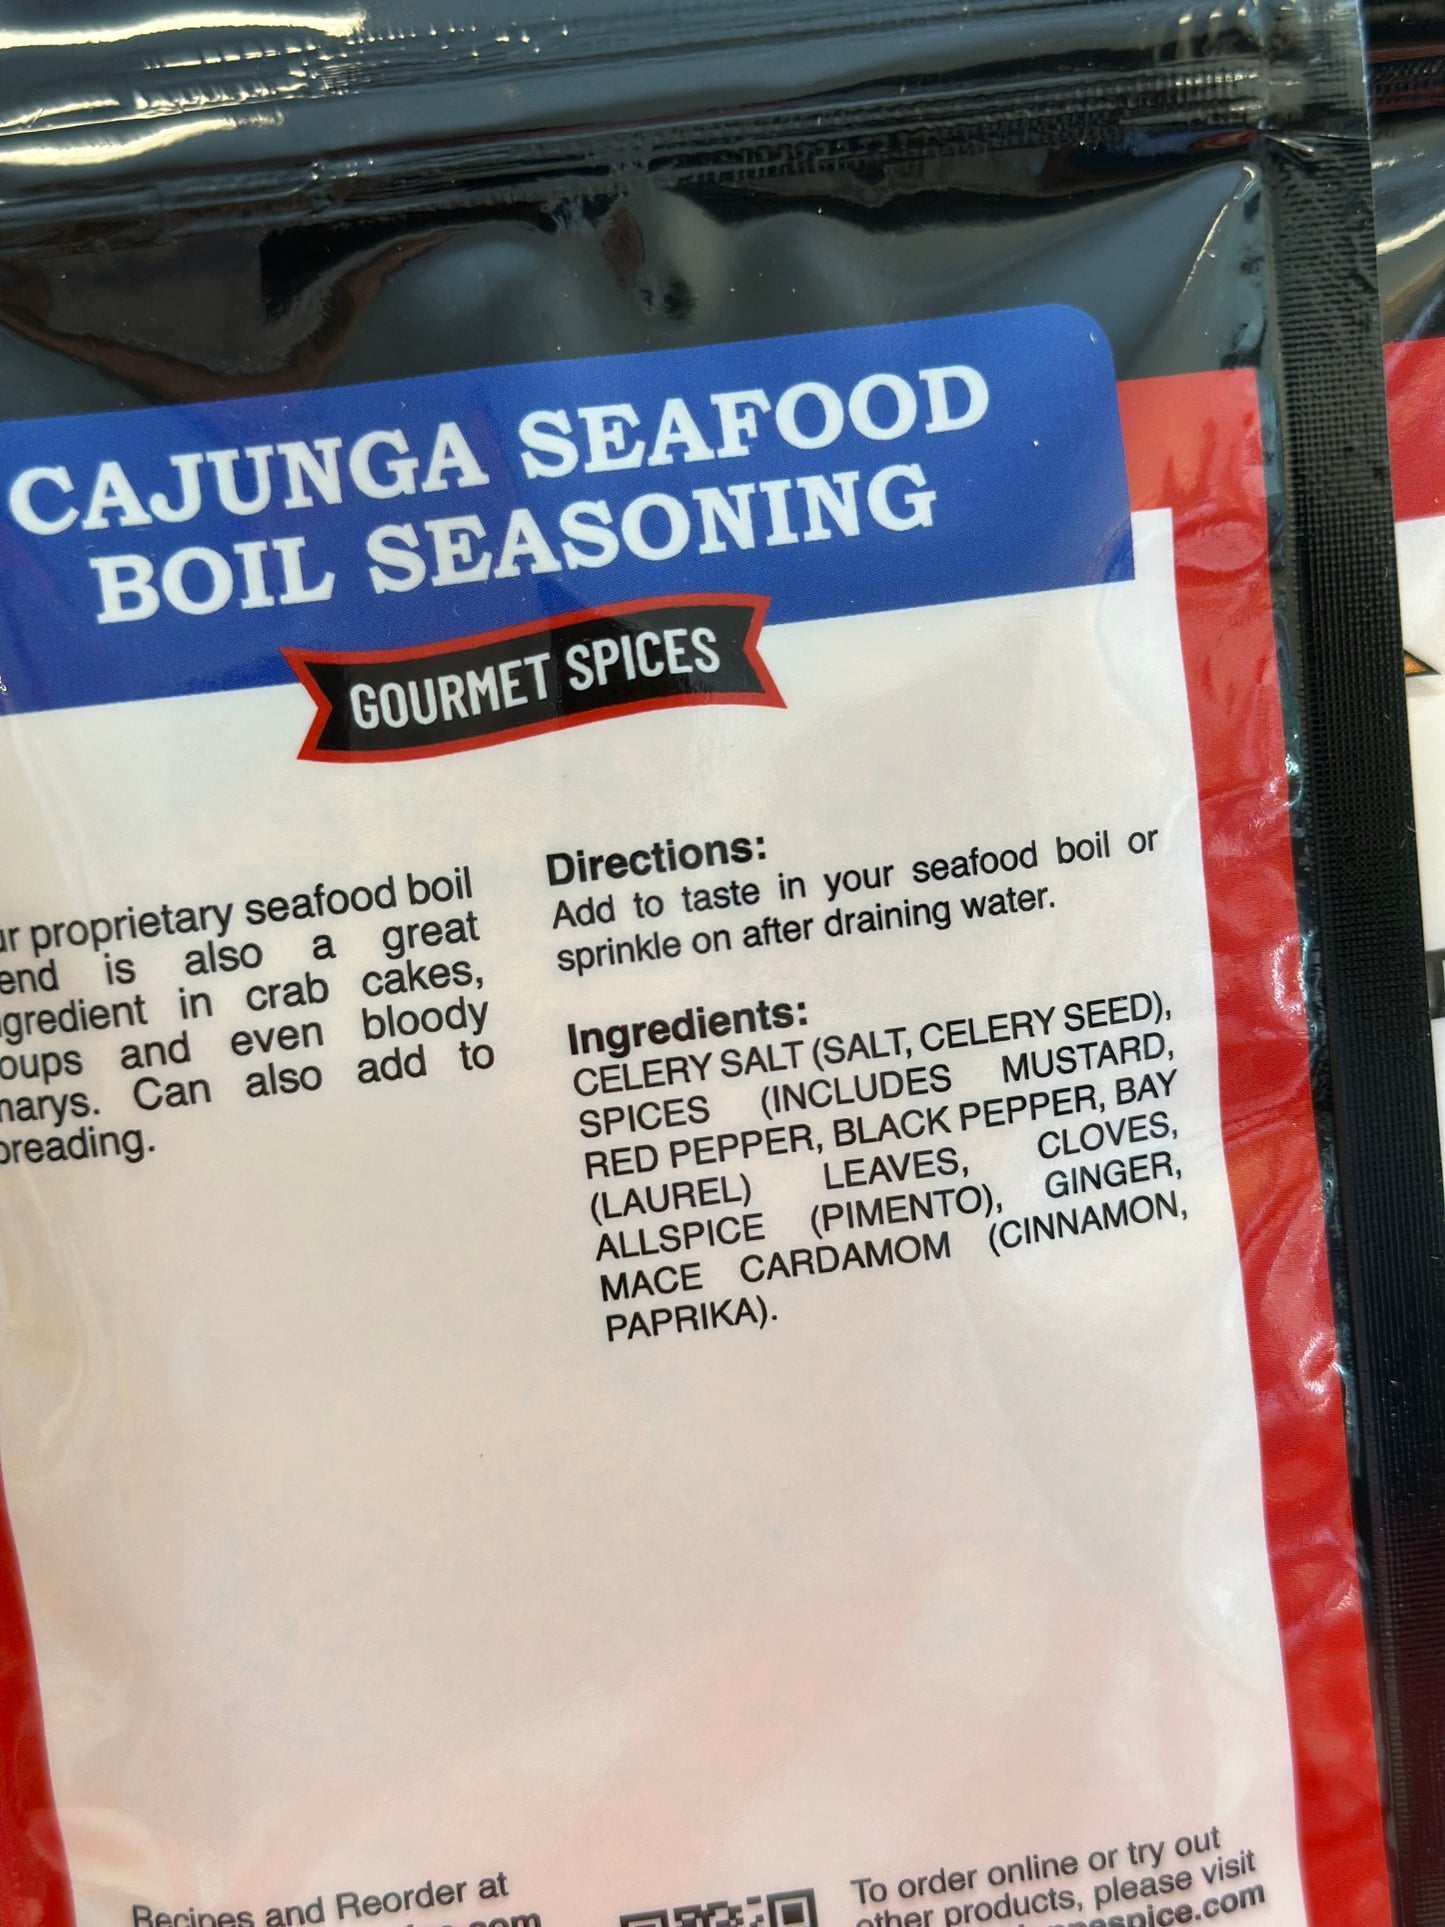 CAJUNGA SEAFOOD
BOIL SEASONING
GOURMET SPICES
proprietary seafood boil
is also a great
in crab cakes,
and even bloody
Can also add to
Directions:
Add to taste in your seafood boil or
sprinkle on after draining water.
Ingredients:
CELERY SALT (SALT, CELERY SEED),
SPICES (INCLUDES MUSTARD,
RED PEPPER, BLACK PEPPER, BAY
(LAUREL) LEAVES, CLOVES,
ALLSPICE (PIMENTO), GINGER,
MACE CARDAMOM (CINNAMON,
PAPRIKA).
Recipes and Reorder at
To order online or try out
other products, please visit